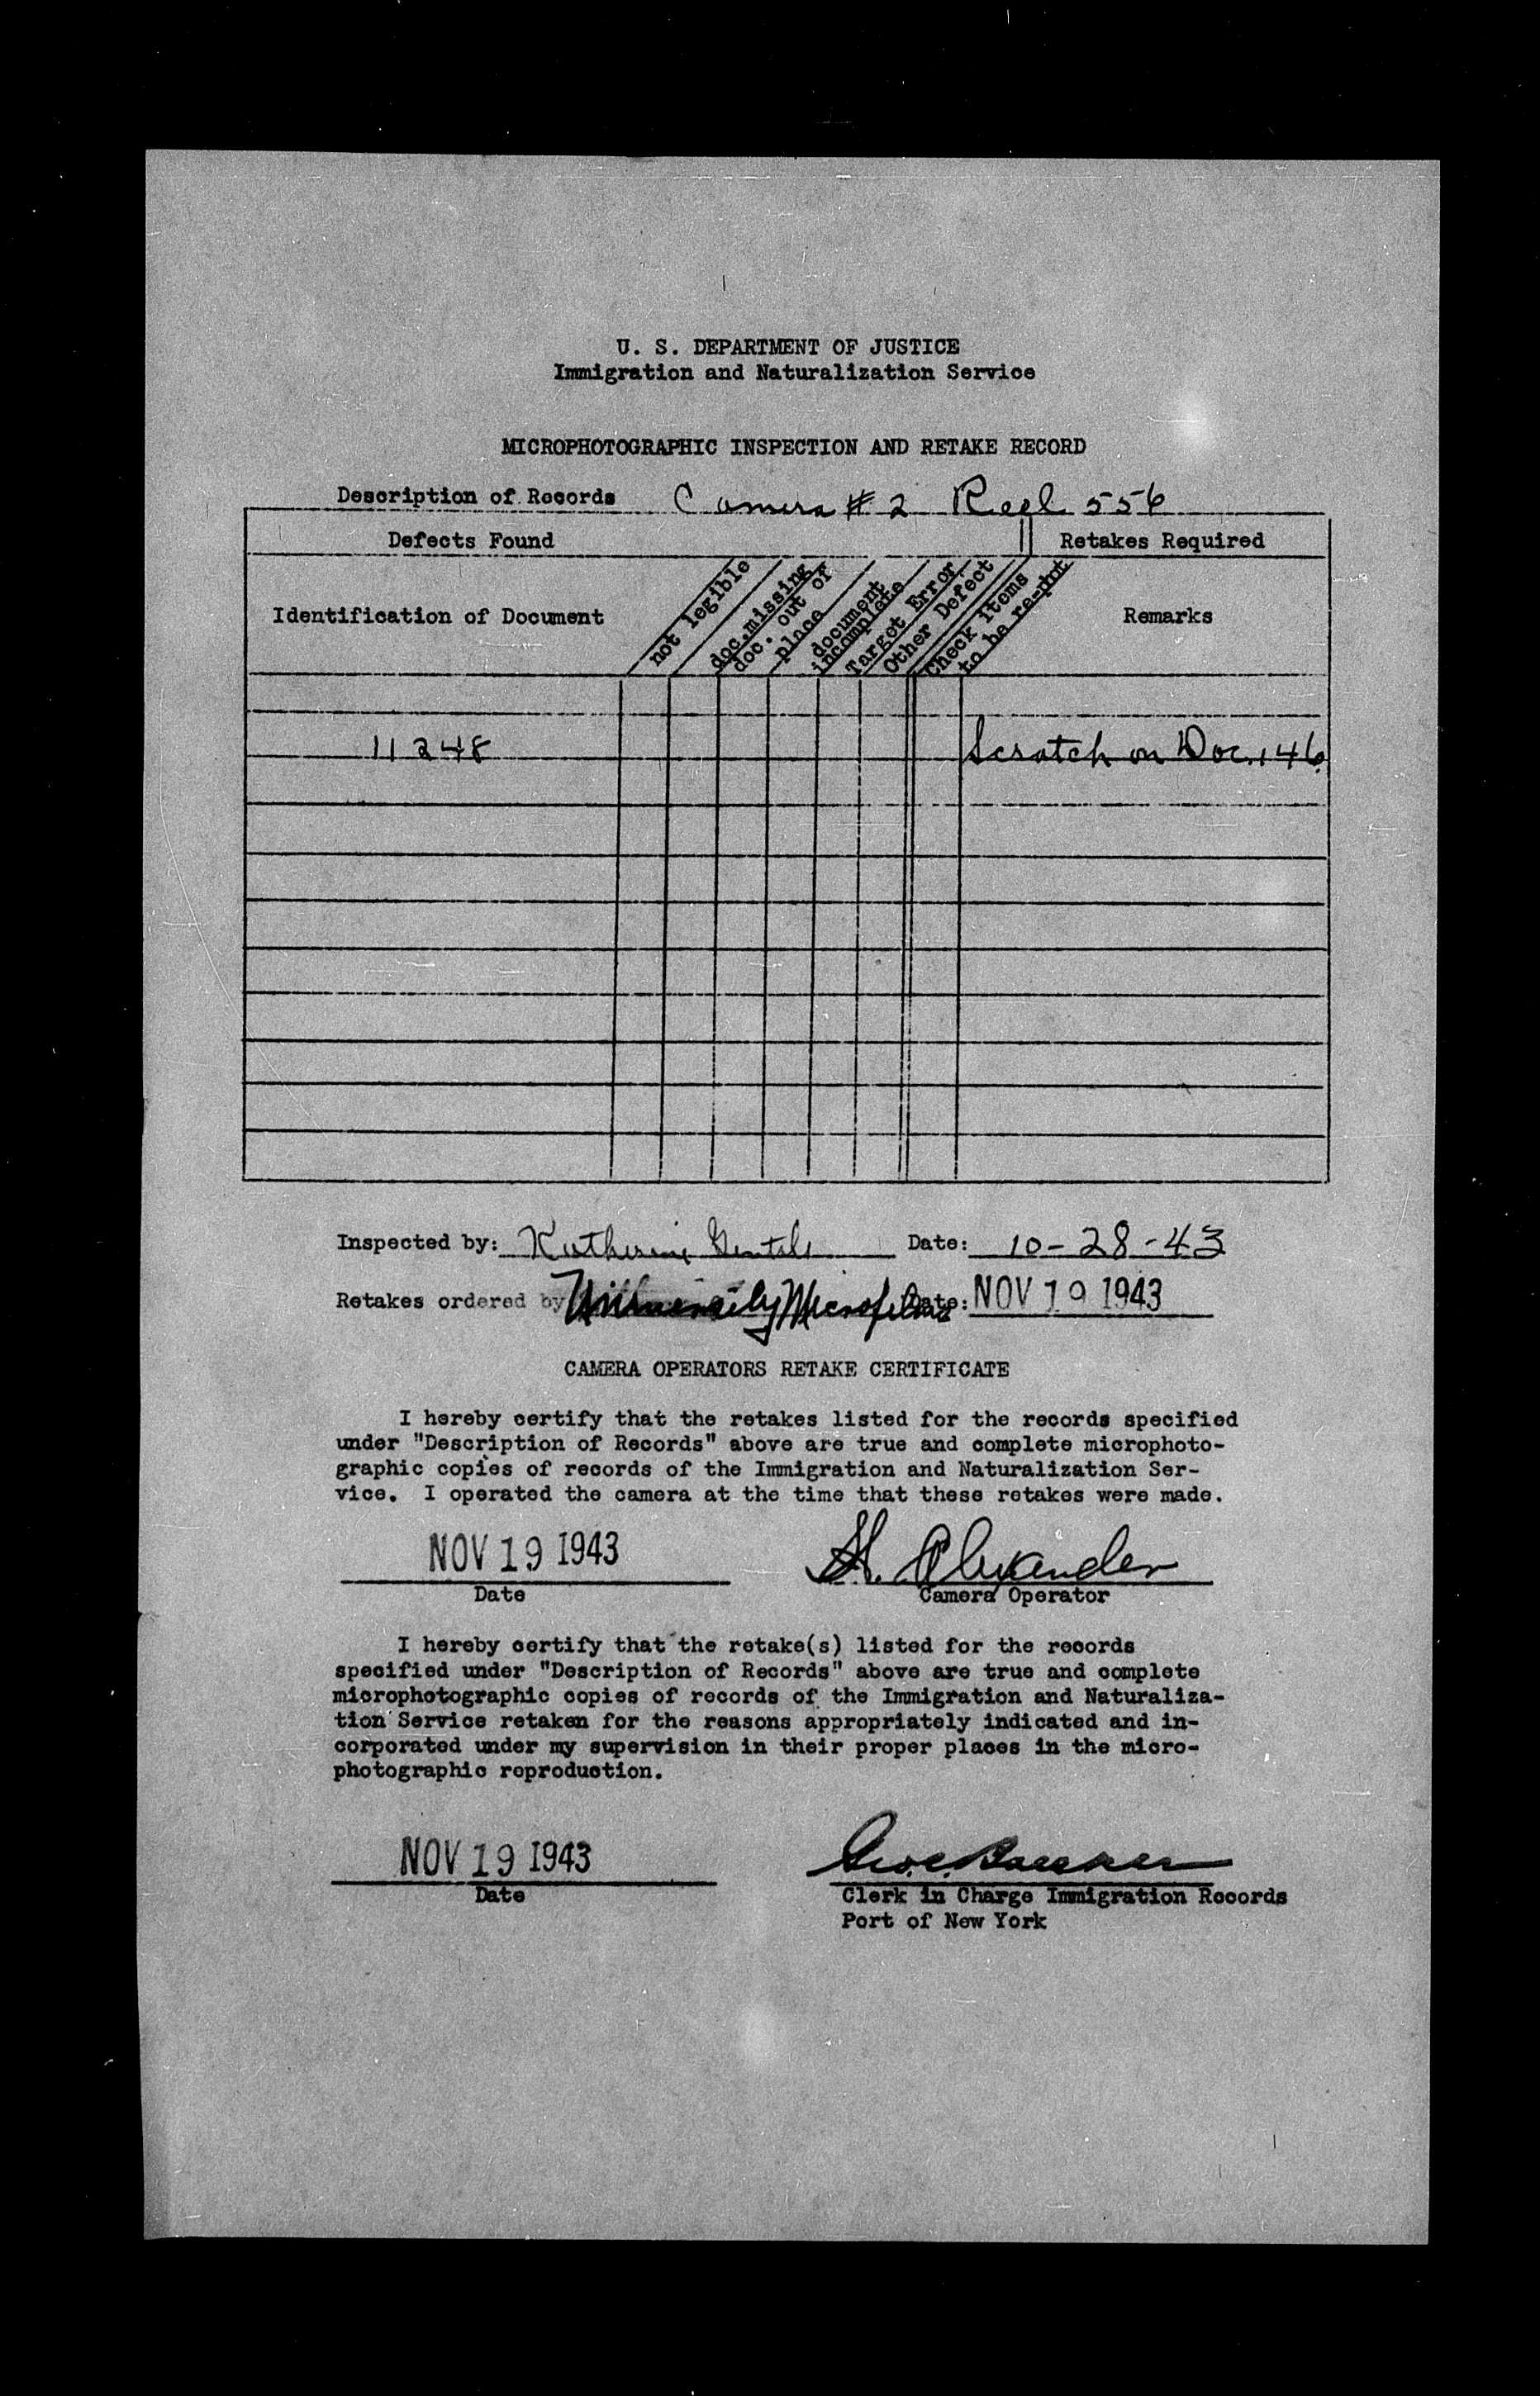 U. S. DEPARTMENT OF JUSTICE
Immigration and Naturalization Service
MICROPHOTOGRAPHIC INSPECTION AND RETAKE RECORD
Description of Records Camera # 2 Reel 556
Defects Found Retakes Required
Identification of Document
not legible
doc. missing
doc. out of
place
document
incomplete
Target Error
Other Defect
Check items
to be re-phot
Remarks
11248 Scratch on Doc. 146.
Inspected by: Katherine Gentile Date: 10-28-43
Retakes ordered by Microfilms Date: NOV 19 1943
CAMERA OPERATORS RETAKE CERTIFICATE
I hereby certify that the retakes listed for the records specified
under "Description of Records" above are true and complete microphoto-
graphic copies of records of the Immigration and Naturalization Ser-
vice. I operated the camera at the time that these retakes were made.
NOV 19 1943 H. Alexander
Date Camera Operator
I hereby certify that the retake(s) listed for the records
specified under "Description of Records" above are true and complete
microphotographic copies of records of the Immigration and Naturaliza-
tion Service retaken for the reasons appropriately indicated and in-
corporated under my supervision in their proper places in the micro-
photographic reproduction.
NOV 19 1943
Date Clerk in Charge Immigration Records
Port of New York